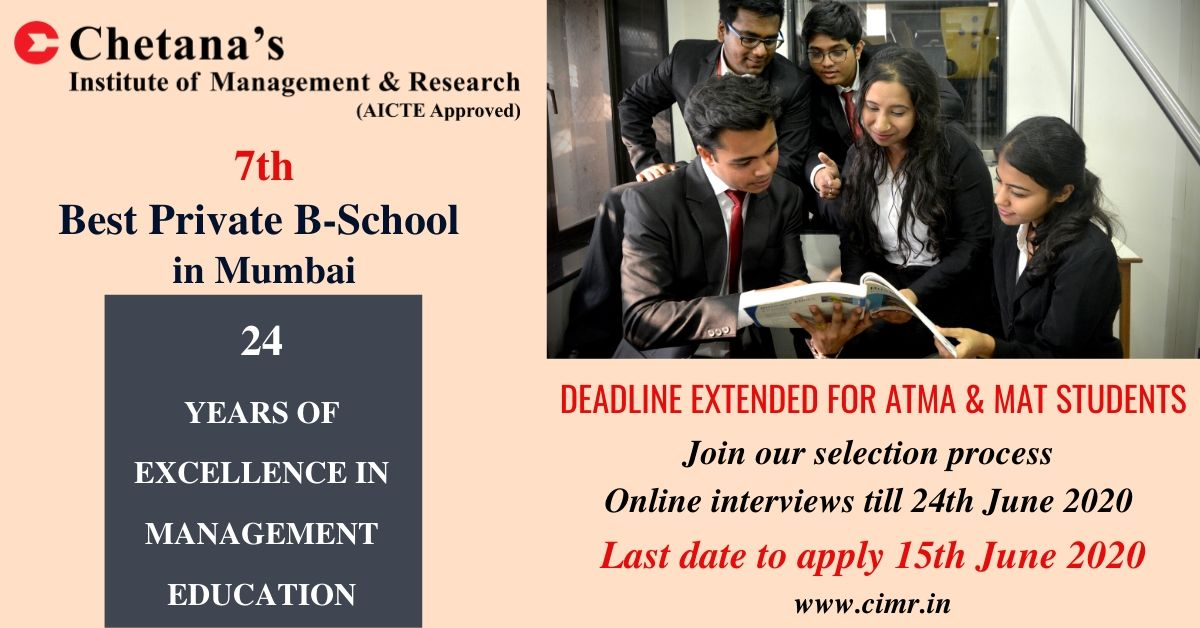 Chetana's
Institute of Management & Research
(AICTE Approved)
7th
Best Private B-School
in Mumbai
24
YEARS OF
EXCELLENCE IN
MANAGEMENT
EDUCATION
DEADLINE EXTENDED FOR ATMA & MAT STUDENTS
Join our selection process
Online interviews till 24th June 2020
Last date to apply 15th June 2020
www.cimr.in